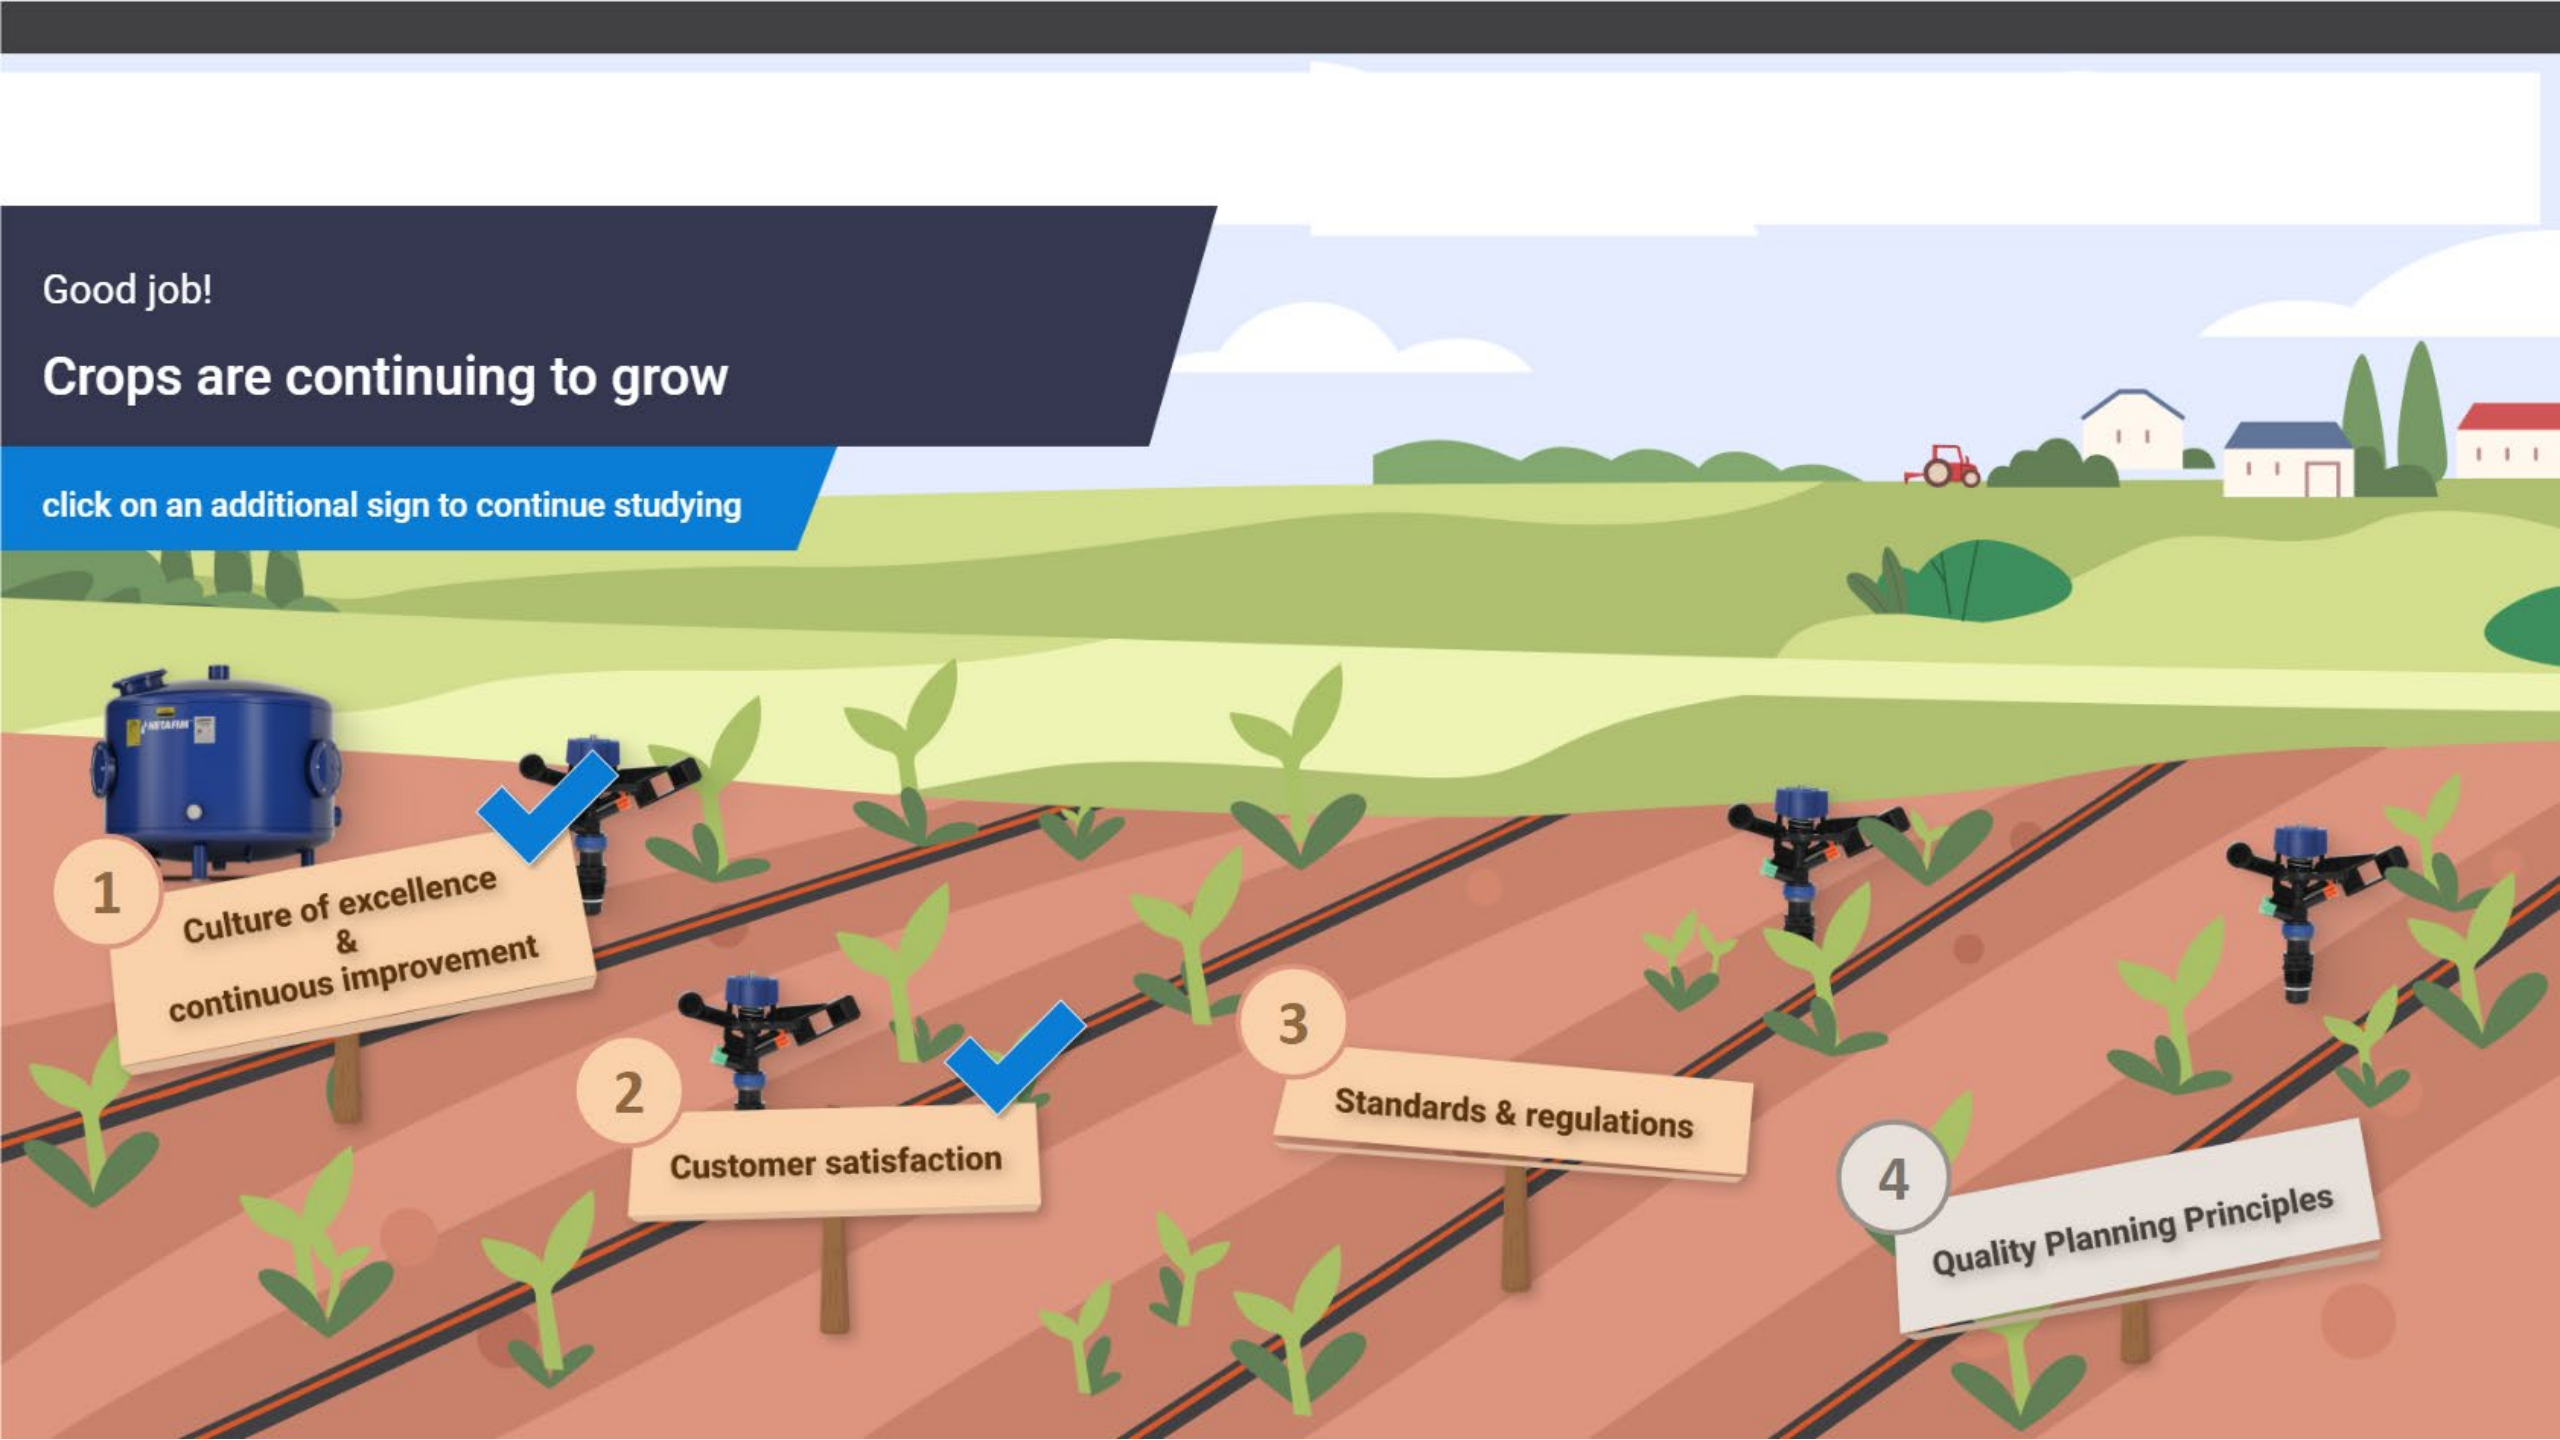 Good job!
Crops are continuing to grow
click on an additional sign to continue studying
NETAFIM
1
Culture of excellence
&
continuous improvement
2
Customer satisfaction
3
Standards & regulations
4
Quality Planning Principles